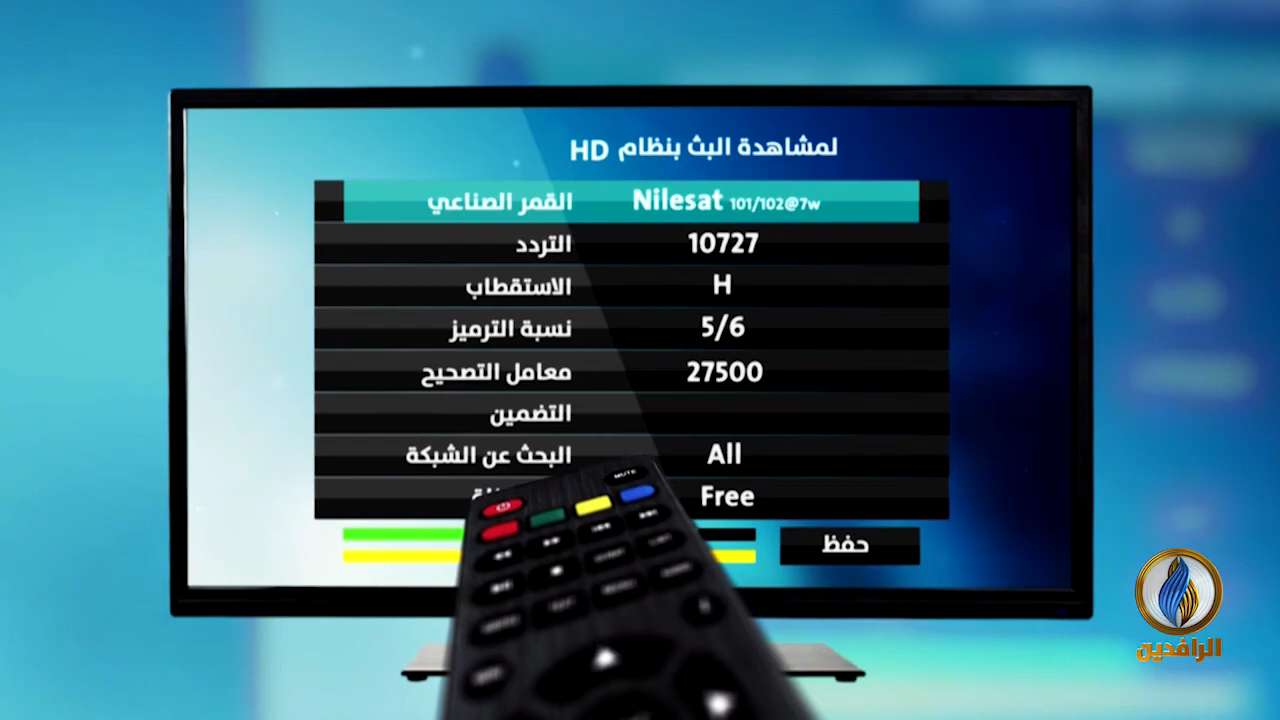 لمشاهدة البث بنظام HD
القمر الصناعي Nilesat 101/102@7w
التردد 10727
الاستقطاب H
نسبة الترميز 5/6
معامل التصحيح 27500
التضمين
البحث عن الشبكة All
Free
حفظ
MUTE
الرافدين